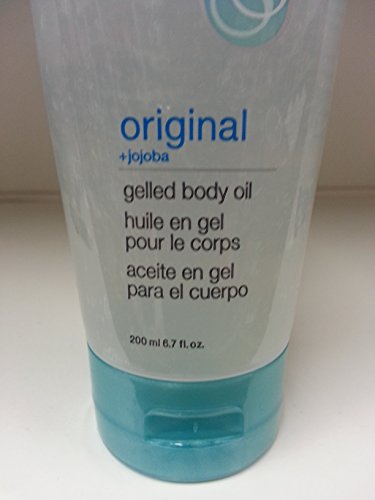 original
+jojoba
gelled body oil
huile en gel
pour le corps
aceite en gel
para el cuerpo
200 ml 6.7 fl. oz.